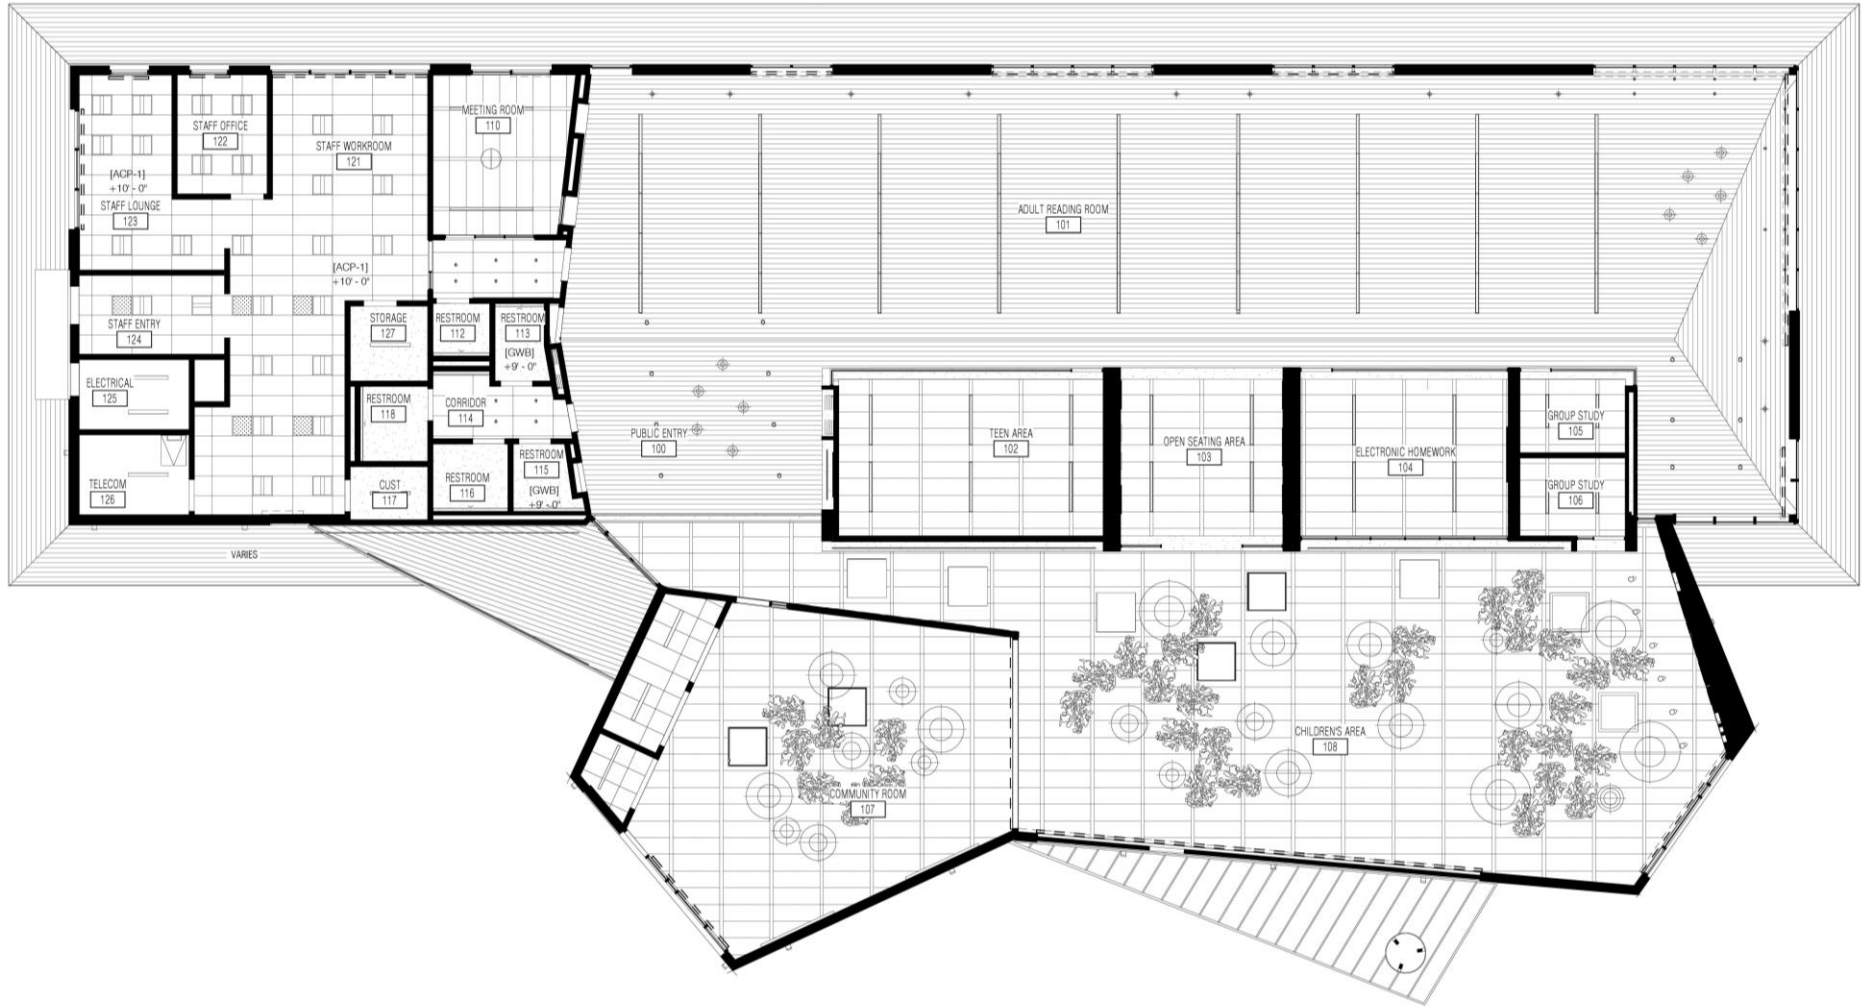 MEETING ROOM
110
STAFF OFFICE
122
STAFF WORKROOM
121
[ACP-1]
+10' - 0"
STAFF LOUNGE
123
ADULT READING ROOM
101
[ACP-1]
+10' - 0"
STAFF ENTRY
124
STORAGE
127
RESTROOM
112
RESTROOM
113
[GWB]
+9' - 0"
ELECTRICAL
125
RESTROOM
118
CORRIDOR
114
PUBLIC ENTRY
100
TEEN AREA
102
OPEN SEATING AREA
103
ELECTRONIC HOMEWORK
104
GROUP STUDY
105
GROUP STUDY
106
TELECOM
126
CUST
117
RESTROOM
116
RESTROOM
115
[GWB]
+9' - 0"
VARIES
CHILDREN'S AREA
108
COMMUNITY ROOM
107